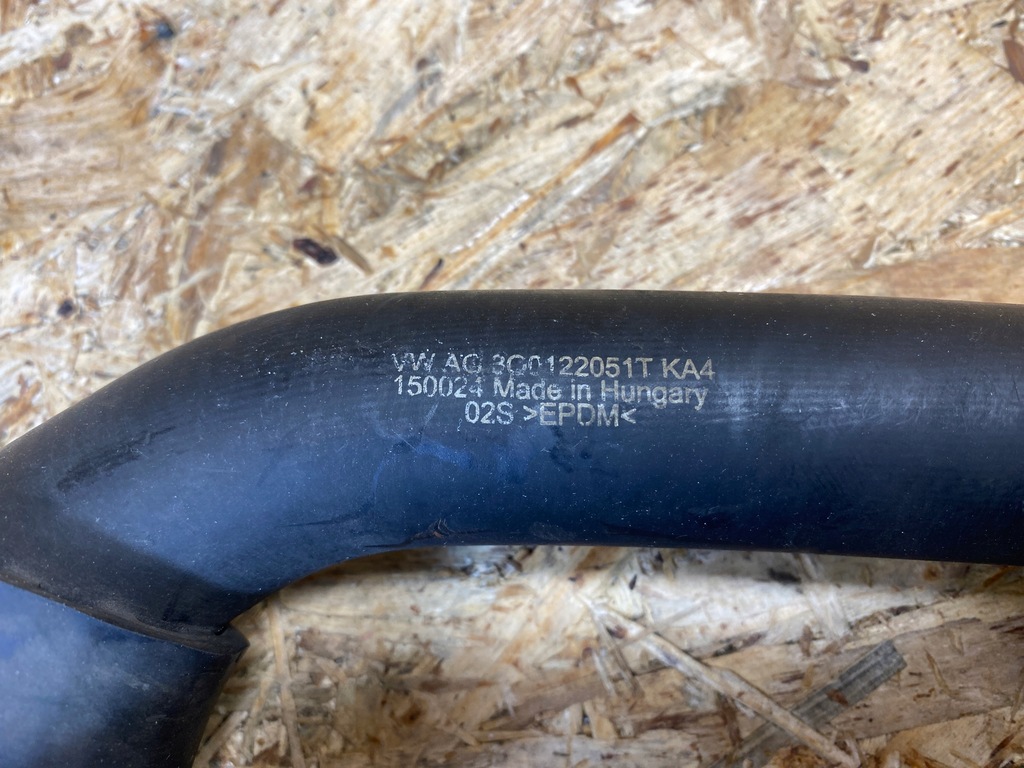 VW AG 3Q0122051T KA4
150024 Made in Hungary
02S >EPDM<